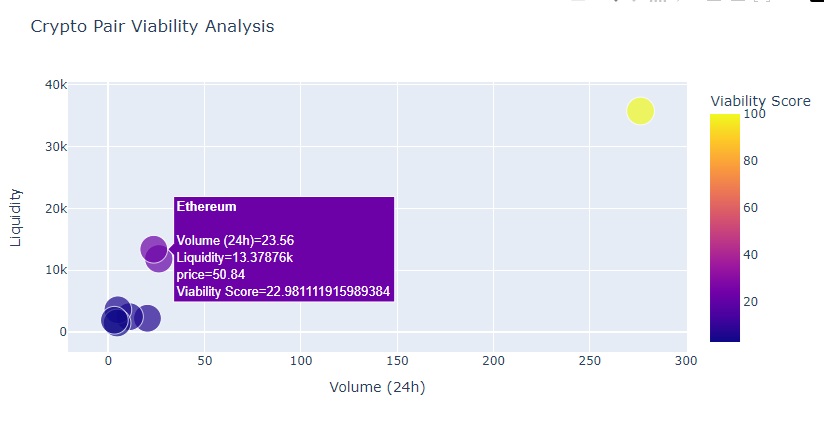 Crypto Pair Viability Analysis
Viability Score
40k
100
30k
80
20k
Ethereum
60
Volume (24h)=23.56
Liquidity=13.37876k
price=50.84
Viability Score=22.981111915989384
40
10k
20
0
Liquidity
0
50
100
150
200
250
300
Volume (24h)